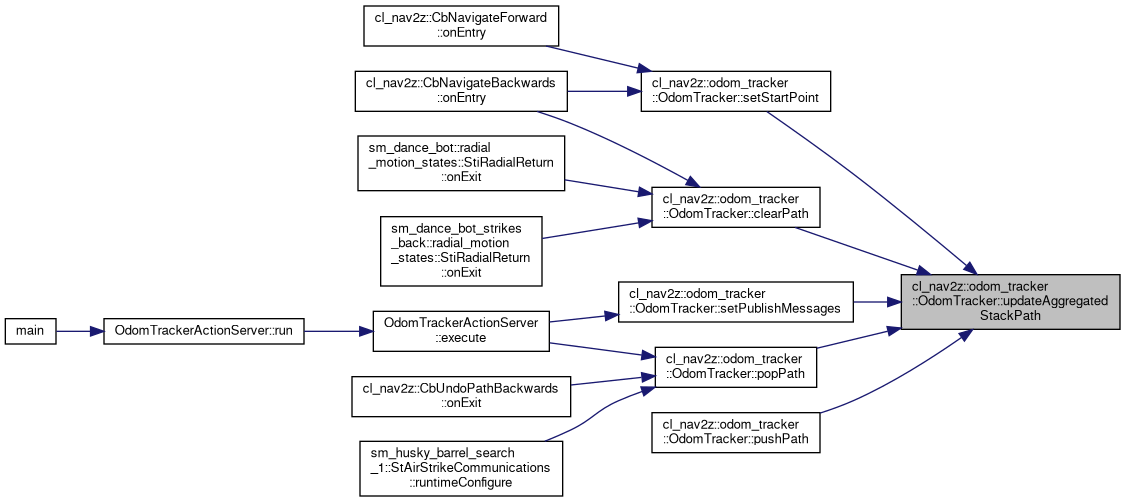 cl_nav2z::CbNavigateForward
::onEntry
cl_nav2z::CbNavigateBackwards
::onEntry
cl_nav2z::odom_tracker
::OdomTracker::setStartPoint
sm_dance_bot::radial
_motion_states::StiRadialReturn
::onExit
cl_nav2z::odom_tracker
::OdomTracker::clearPath
sm_dance_bot_strikes
_back::radial_motion
_states::StiRadialReturn
::onExit
cl_nav2z::odom_tracker
::OdomTracker::updateAggregated
StackPath
cl_nav2z::odom_tracker
::OdomTracker::setPublishMessages
main
OdomTrackerActionServer::run
OdomTrackerActionServer
::execute
cl_nav2z::odom_tracker
::OdomTracker::popPath
cl_nav2z::CbUndoPathBackwards
::onExit
cl_nav2z::odom_tracker
::OdomTracker::pushPath
sm_husky_barrel_search
_1::StAirStrikeCommunications
::runtimeConfigure